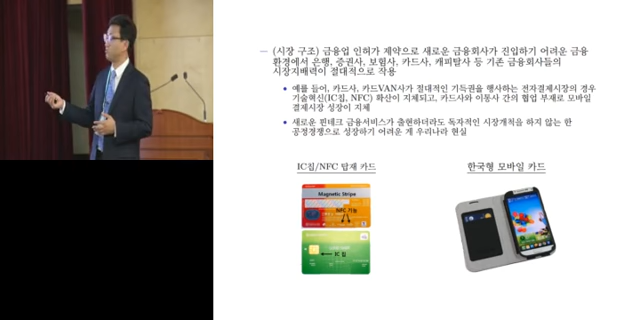 – (시장 구조) 금융업 인허가 제약으로 새로운 금융회사가 진입하기 어려운 금융
환경에서 은행, 증권사, 보험사, 카드사, 캐피탈사 등 기존 금융회사들의
시장지배력이 절대적으로 작용
• 예를 들어, 카드사, 카드VAN사가 절대적인 기득권을 행사하는 전자결제시장의 경우
기술혁신(IC칩, NFC) 확산이 지체되고, 카드사와 이통사 간의 협업 부재로 모바일
결제시장 성장이 지체
• 새로운 핀테크 금융서비스가 출현하더라도 독자적인 시장개척을 하지 않는 한
공정경쟁으로 성장하기 어려운 게 우리나라 현실
IC칩/NFC 탑재 카드
한국형 모바일 카드
Magnetic Stripe
NFC 기능
IC 칩